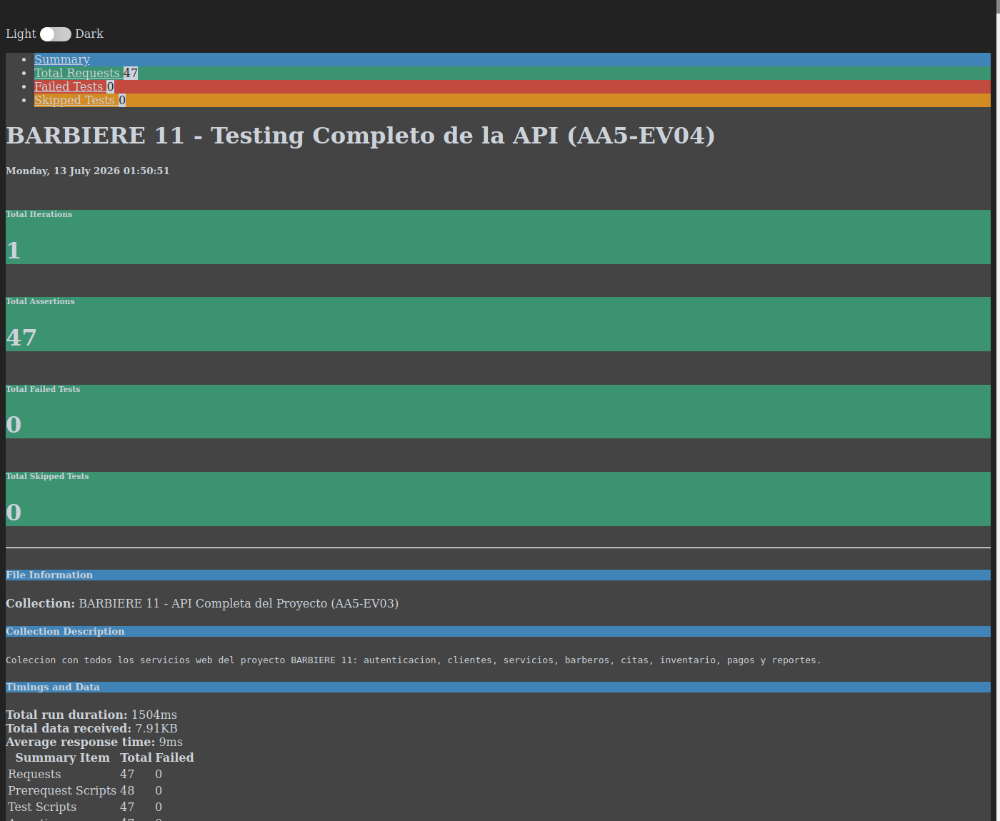 Light Dark
Summary
Total Requests 47
Failed Tests 0
Skipped Tests 0
BARBIERE 11 - Testing Completo de la API (AA5-EV04)
Monday, 13 July 2026 01:50:51
Total Iterations
1
Total Assertions
47
Total Failed Tests
0
Total Skipped Tests
0
File Information
Collection: BARBIERE 11 - API Completa del Proyecto (AA5-EV03)
Collection Description
Coleccion con todos los servicios web del proyecto BARBIERE 11: autenticacion, clientes, servicios, barberos, citas, inventario, pagos y reportes.
Timings and Data
Total run duration: 1504ms
Total data received: 7.91KB
Average response time: 9ms
Summary Item Total Failed
Requests 47 0
Prerequest Scripts 48 0
Test Scripts 47 0